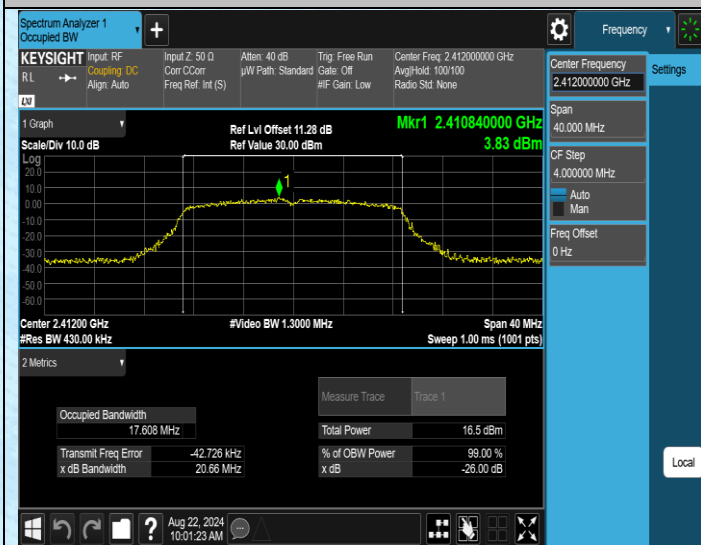 Spectrum Analyzer 1
Occupied BW
Frequency
KEYSIGHT
R L
LXI
Input: RF
Coupling: DC
Align: Auto
Input Z: 50 Ω
Corr CCorr
Freq Ref: Int (S)
Atten: 40 dB
µW Path: Standard
Trig: Free Run
Gate: Off
#IF Gain: Low
Center Freq: 2.412000000 GHz
Avg|Hold: 100/100
Radio Std: None
Center Frequency
2.412000000 GHz
Settings
Span
40.000 MHz
CF Step
4.000000 MHz
Auto
Man
Freq Offset
0 Hz
1 Graph
Scale/Div 10.0 dB
Ref Lvl Offset 11.28 dB
Ref Value 30.00 dBm
Mkr1 2.410840000 GHz
3.83 dBm
Log
20.0
10.0
0.00
-10.0
-20.0
-30.0
-40.0
-50.0
-60.0
1
Center 2.41200 GHz
#Res BW 430.00 kHz
#Video BW 1.3000 MHz
Span 40 MHz
Sweep 1.00 ms (1001 pts)
2 Metrics
Measure Trace
Trace 1
Occupied Bandwidth
17.608 MHz
Total Power 16.5 dBm
Transmit Freq Error -42.726 kHz
% of OBW Power 99.00 %
x dB Bandwidth 20.66 MHz
x dB -26.00 dB
Local
?
Aug 22, 2024
10:01:23 AM